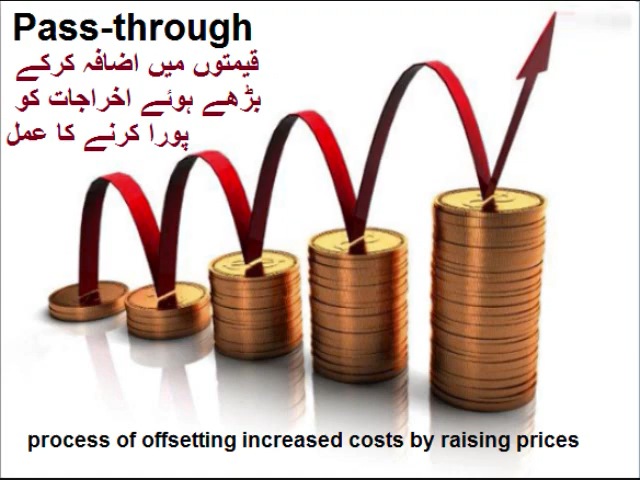 Pass-through
قیمتوں میں اضافہ کرکے
بڑھے ہوئے اخراجات کو
پورا کرنے کا عمل
process of offsetting increased costs by raising prices